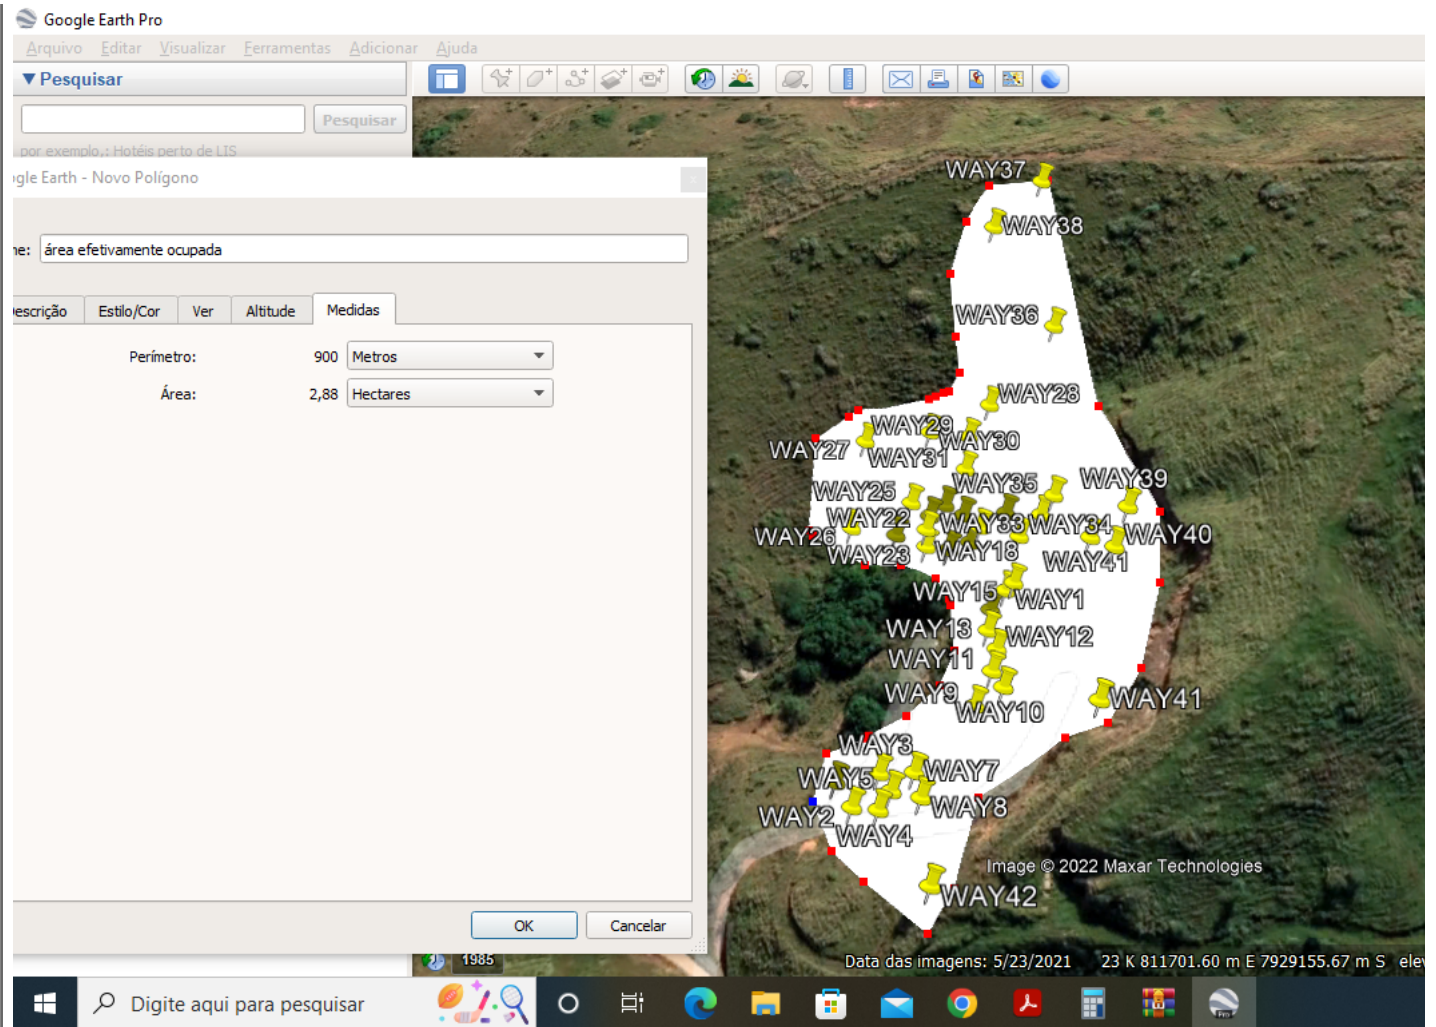 Google Earth Pro
Arquivo Editar Visualizar Ferramentas Adicionar Ajuda
Pesquisar
Pesquisar
por exemplo,: Hotéis perto de LIS
ogle Earth - Novo Polígono
ne: área efetivamente ocupada
escrição Estilo/Cor Ver Altitude Medidas
Perímetro: 900 Metros
Área: 2,88 Hectares
OK Cancelar
WAY37
WAY38
WAY36
WAY28
WAY29
WAY30
WAY27
WAY31
WAY35
WAY39
WAY25
WAY22
WAY33
WAY34
WAY26
WAY40
WAY23
WAY18
WAY41
WAY15
WAY1
WAY13
WAY12
WAY11
WAY9
WAY10
WAY41
WAY3
WAY5
WAY7
WAY2
WAY8
WAY4
Image © 2022 Maxar Technologies
WAY42
1985
Data das imagens: 5/23/2021 23 K 811701.60 m E 7929155.67 m S elev
Digite aqui para pesquisar
Pro